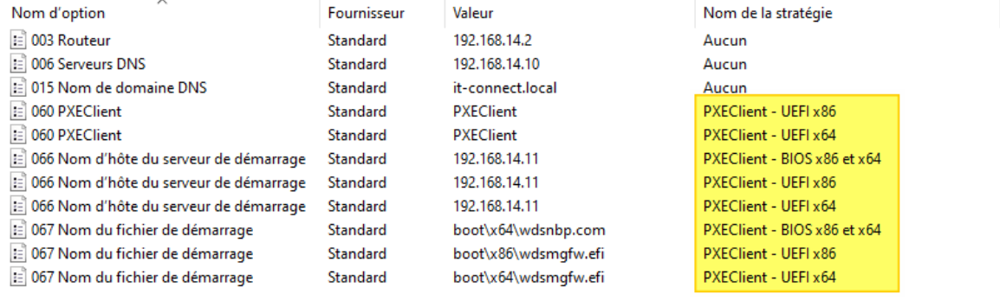 Nom d'option Fournisseur Valeur Nom de la stratégie
003 Routeur Standard 192.168.14.2 Aucun
006 Serveurs DNS Standard 192.168.14.10 Aucun
015 Nom de domaine DNS Standard it-connect.local Aucun
060 PXEClient Standard PXEClient PXEClient - UEFI x86
060 PXEClient Standard PXEClient PXEClient - UEFI x64
066 Nom d'hôte du serveur de démarrage Standard 192.168.14.11 PXEClient - BIOS x86 et x64
066 Nom d'hôte du serveur de démarrage Standard 192.168.14.11 PXEClient - UEFI x86
066 Nom d'hôte du serveur de démarrage Standard 192.168.14.11 PXEClient - UEFI x64
067 Nom du fichier de démarrage Standard boot\x64\wdsnbp.com PXEClient - BIOS x86 et x64
067 Nom du fichier de démarrage Standard boot\x86\wdsmgfw.efi PXEClient - UEFI x86
067 Nom du fichier de démarrage Standard boot\x64\wdsmgfw.efi PXEClient - UEFI x64